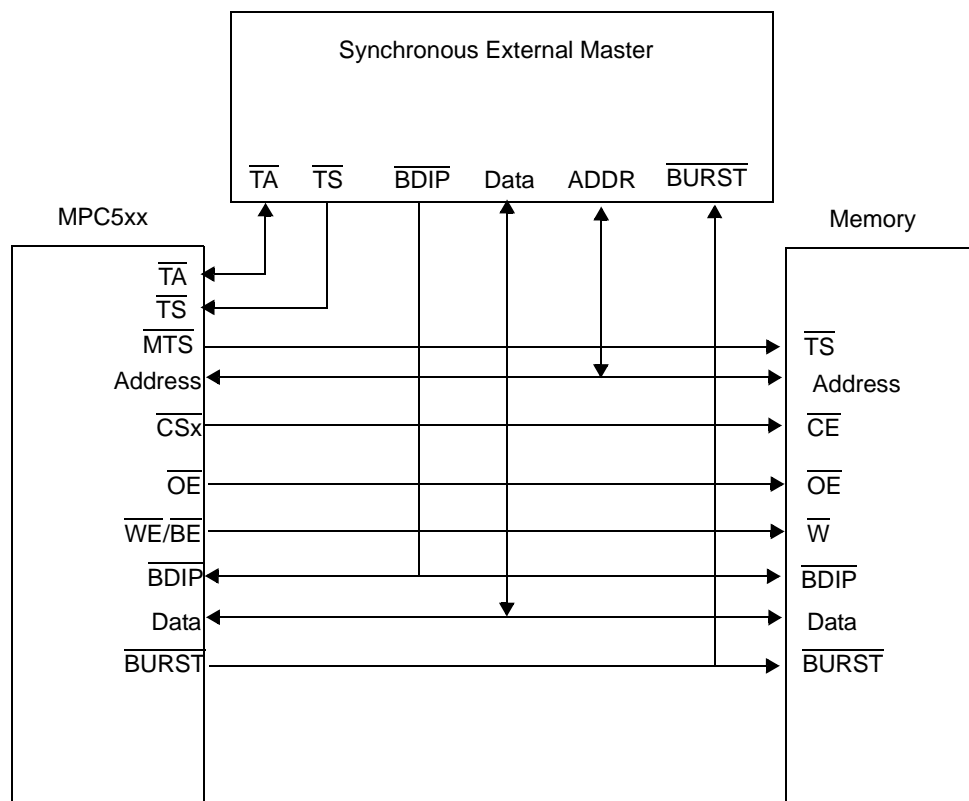 Synchronous External Master
TA TS BDIP Data ADDR BURST
MPC5xx
Memory
TA
TS
MTS
TS
Address
Address
CSx
CE
OE
OE
WE/BE
W
BDIP
BDIP
Data
Data
BURST
BURST